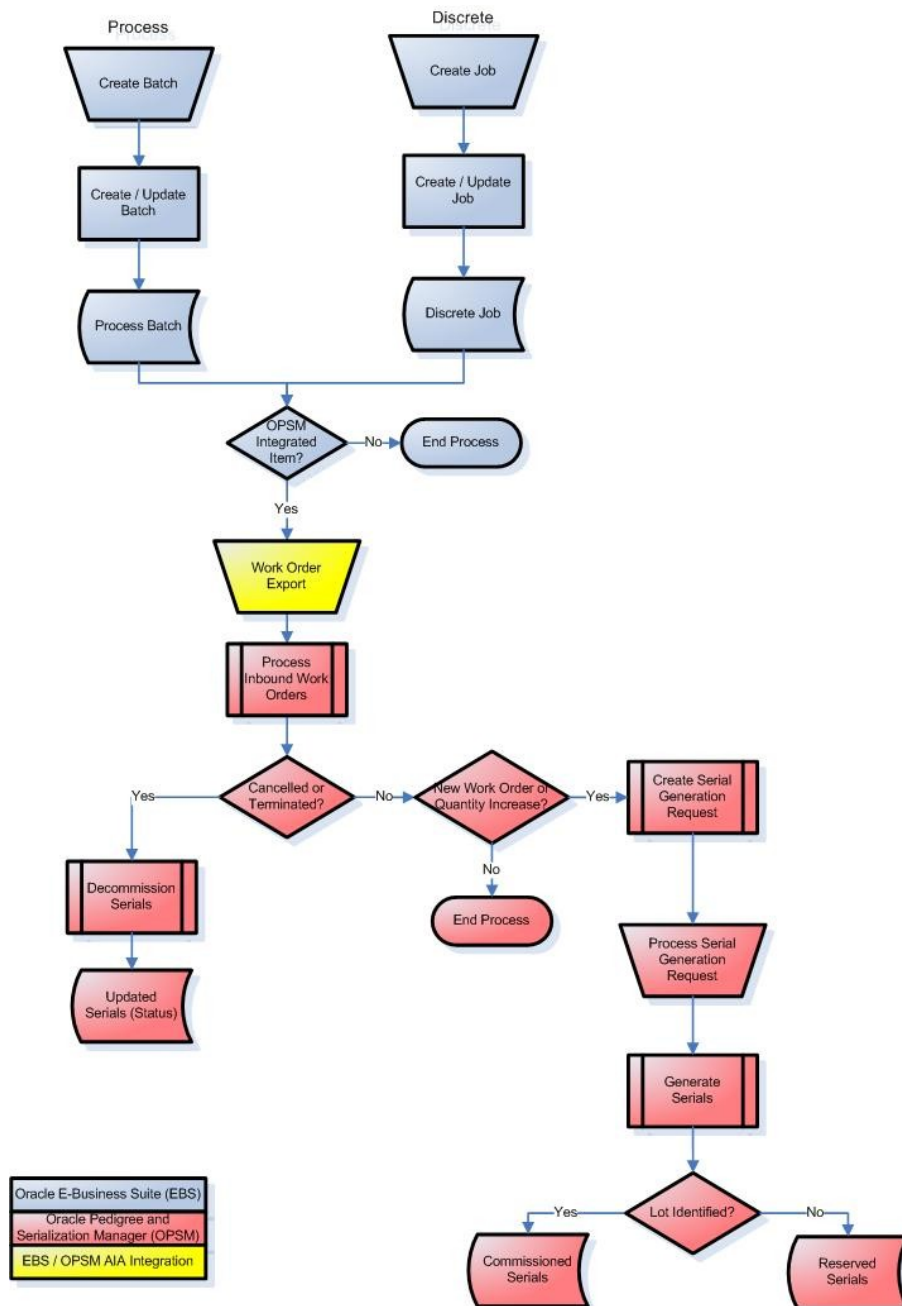 Process
Discrete
Create Batch
Create Job
Create / Update
Batch
Create / Update
Job
Process Batch
Discrete Job
OPSM
Integrated
Item?
No
End Process
Yes
Work Order
Export
Process
Inbound Work
Orders
Yes
Cancelled or
Terminated?
No
New Work Order or
Quantity Increase?
Yes
Create Serial
Generation
Request
No
Decommission
Serials
End Process
Process Serial
Generation
Request
Updated
Serials (Status)
Generate
Serials
Yes
Lot Identified?
No
Commissioned
Serials
Reserved
Serials
Oracle E-Business Suite (EBS)
Oracle Pedigree and
Serialization Manager (OPSM)
EBS / OPSM AIA Integration